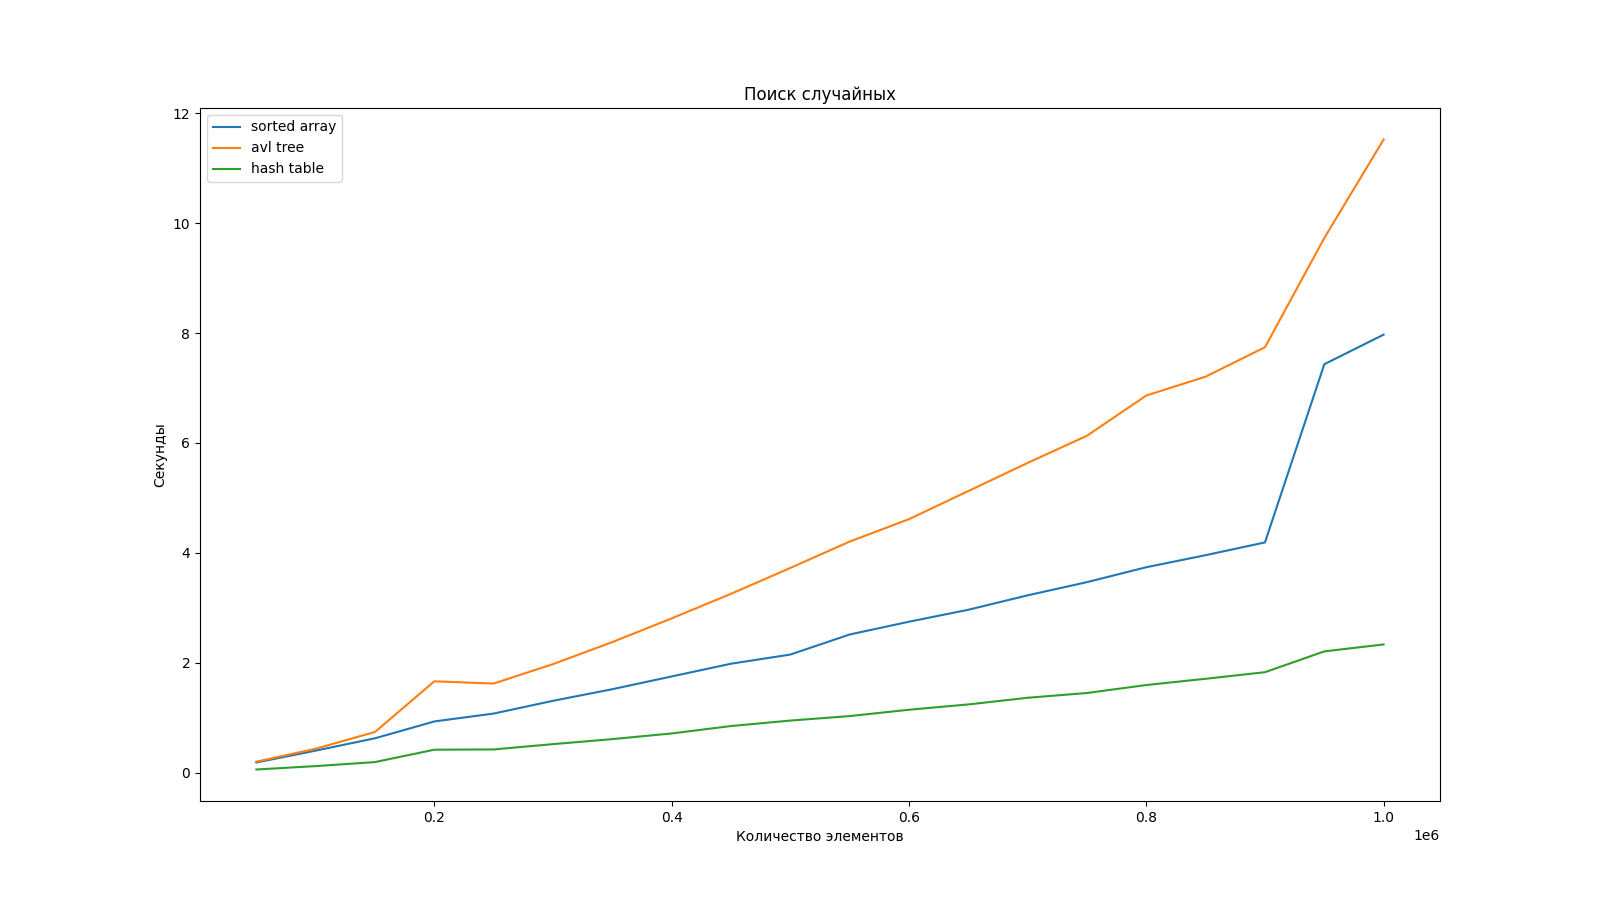 Поиск случайных
sorted array
avl tree
hash table
12
10
8
6
4
2
0
Секунды
0.2
0.4
0.6
0.8
1.0
1e6
Количество элементов